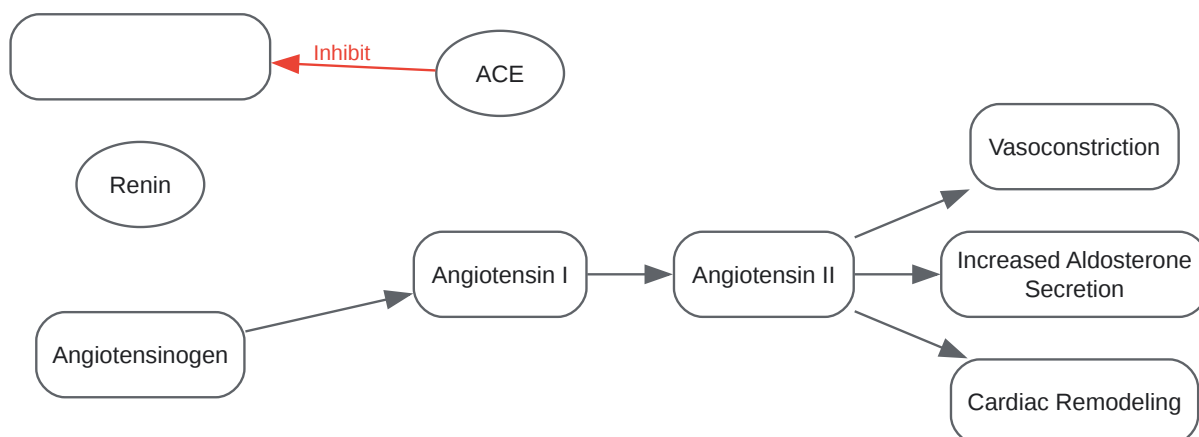 Inhibit
ACE
Renin
Vasoconstriction
Angiotensin I
Angiotensin II
Increased Aldosterone
Secretion
Angiotensinogen
Cardiac Remodeling